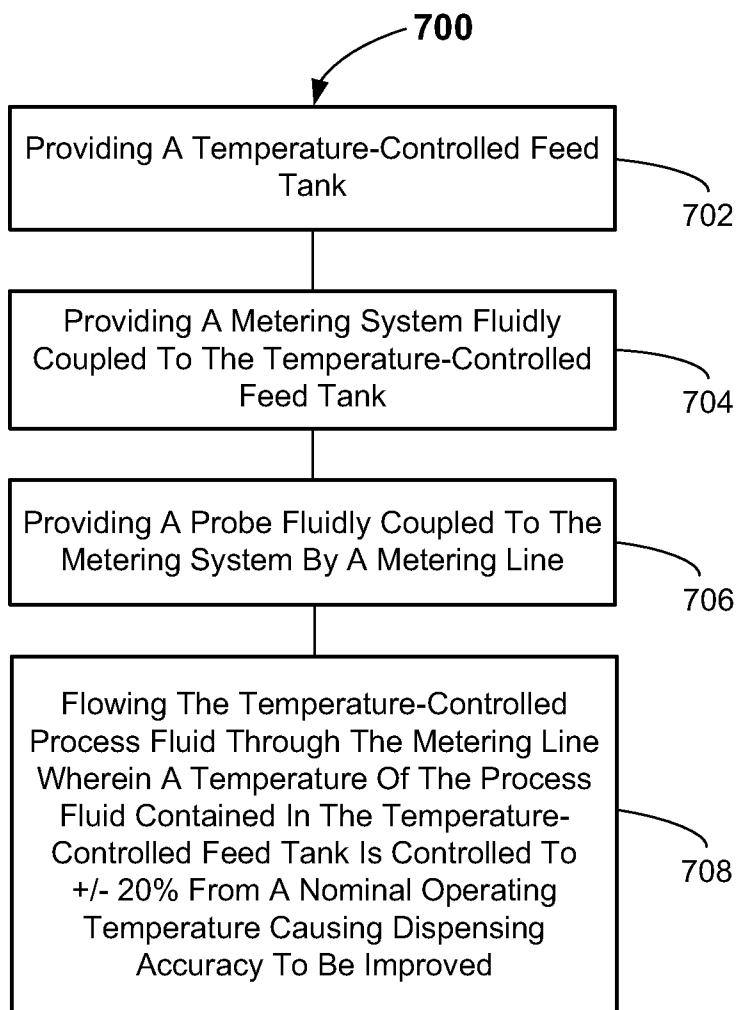 700
Providing A Temperature-Controlled Feed
Tank
702
Providing A Metering System Fluidly
Coupled To The Temperature-Controlled
Feed Tank
704
Providing A Probe Fluidly Coupled To The
Metering System By A Metering Line
706
Flowing The Temperature-Controlled
Process Fluid Through The Metering Line
Wherein A Temperature Of The Process
Fluid Contained In The Temperature-
Controlled Feed Tank Is Controlled To
+/- 20% From A Nominal Operating
Temperature Causing Dispensing
Accuracy To Be Improved
708